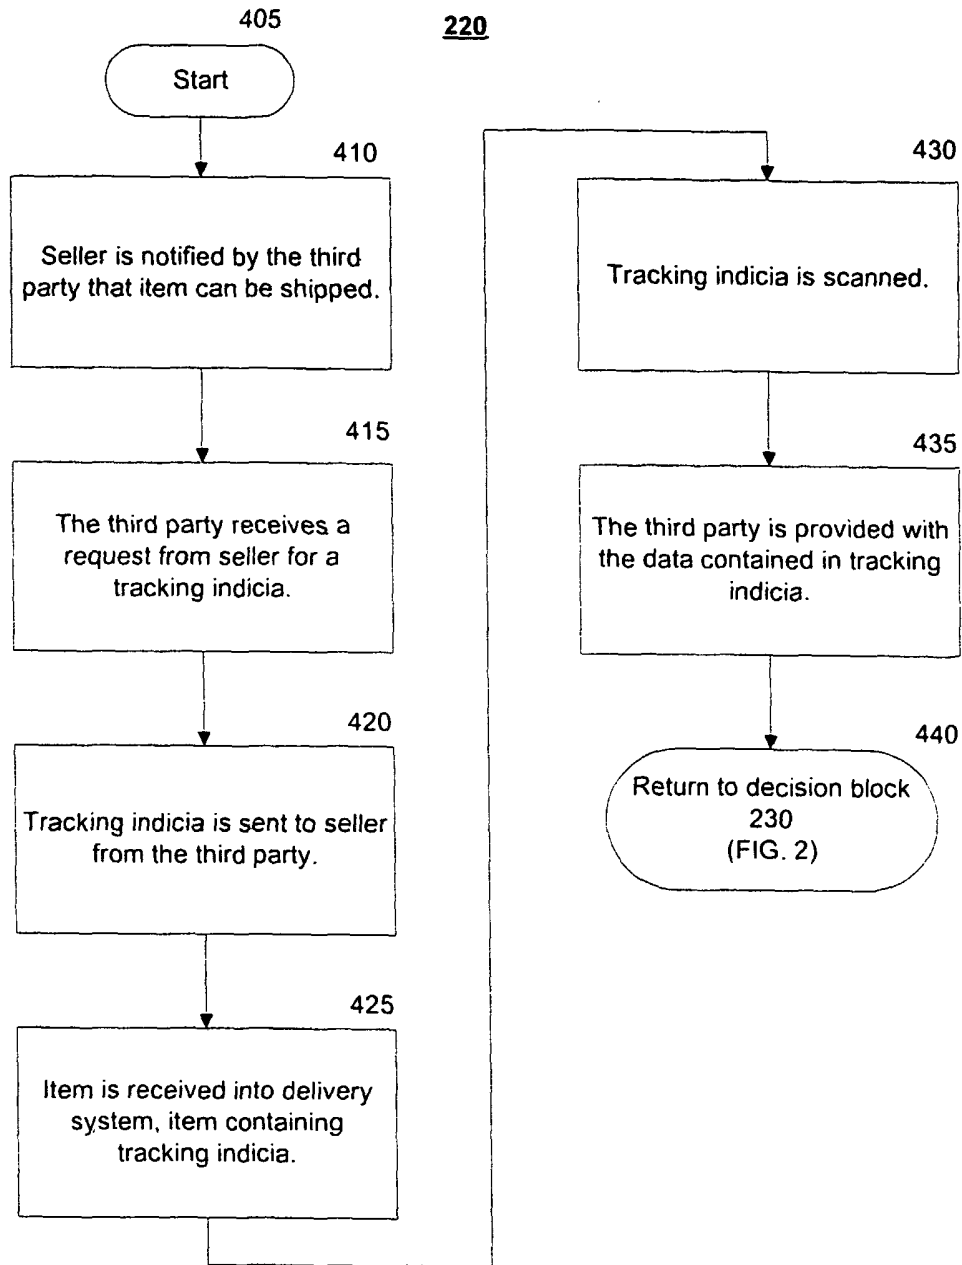 405
220
Start
410
Seller is notified by the third
party that item can be shipped.
415
The third party receives a
request from seller for a
tracking indicia.
420
Tracking indicia is sent to seller
from the third party.
425
Item is received into delivery
system, item containing
tracking indicia.
430
Tracking indicia is scanned.
435
The third party is provided with
the data contained in tracking
indicia.
440
Return to decision block
230
(FIG. 2)